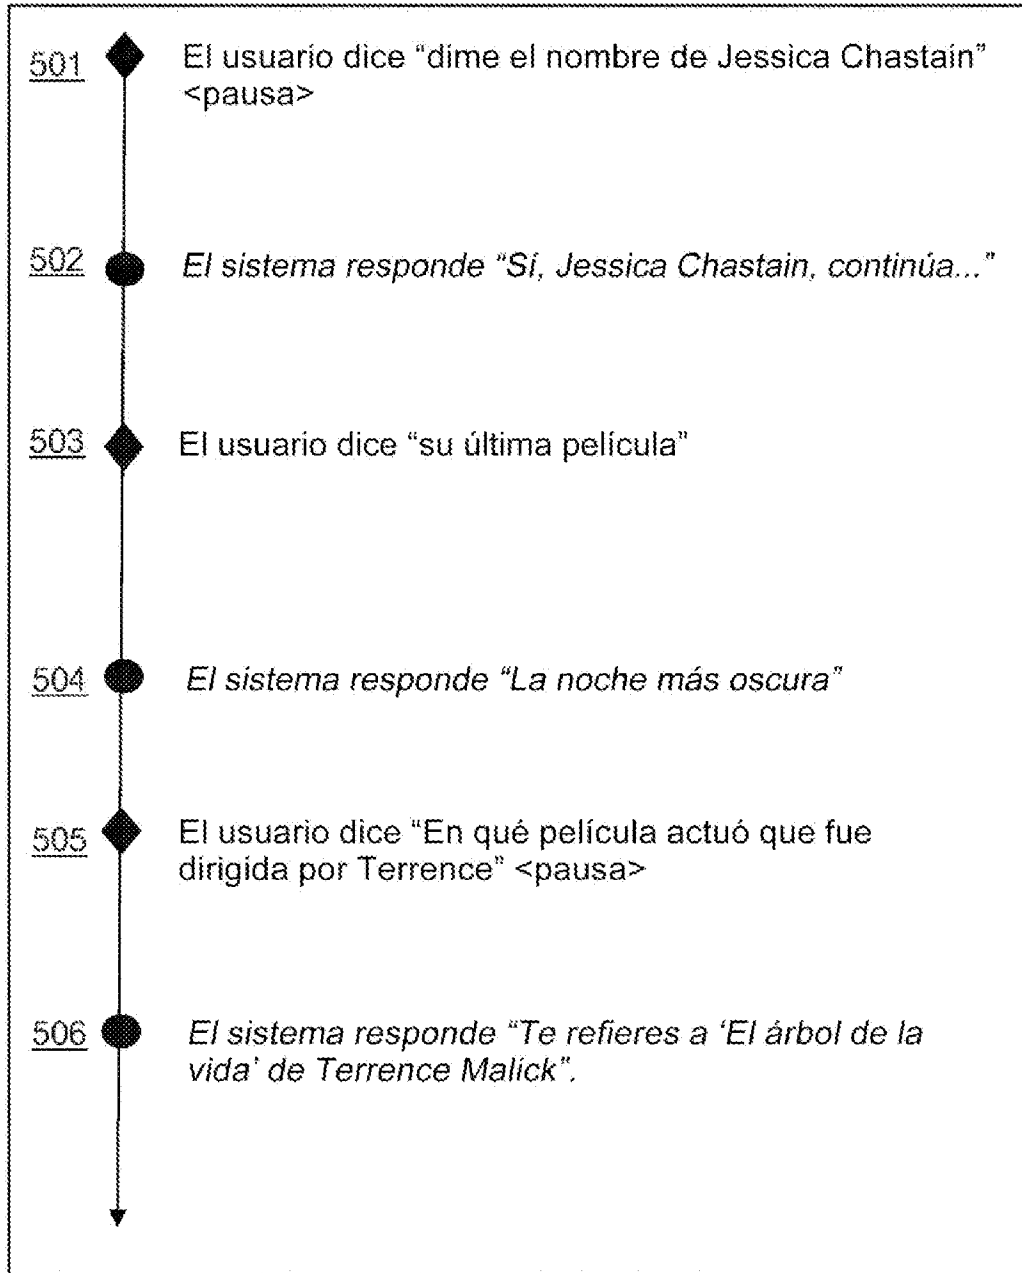 501 El usuario dice “dime el nombre de Jessica Chastain”
<pausa>
502 El sistema responde “Sí, Jessica Chastain, continúa...”
503 El usuario dice “su última película”
504 El sistema responde “La noche más oscura”
505 El usuario dice “En qué película actuó que fue
dirigida por Terrence” <pausa>
506 El sistema responde “Te refieres a ‘El árbol de la
vida’ de Terrence Malick”.